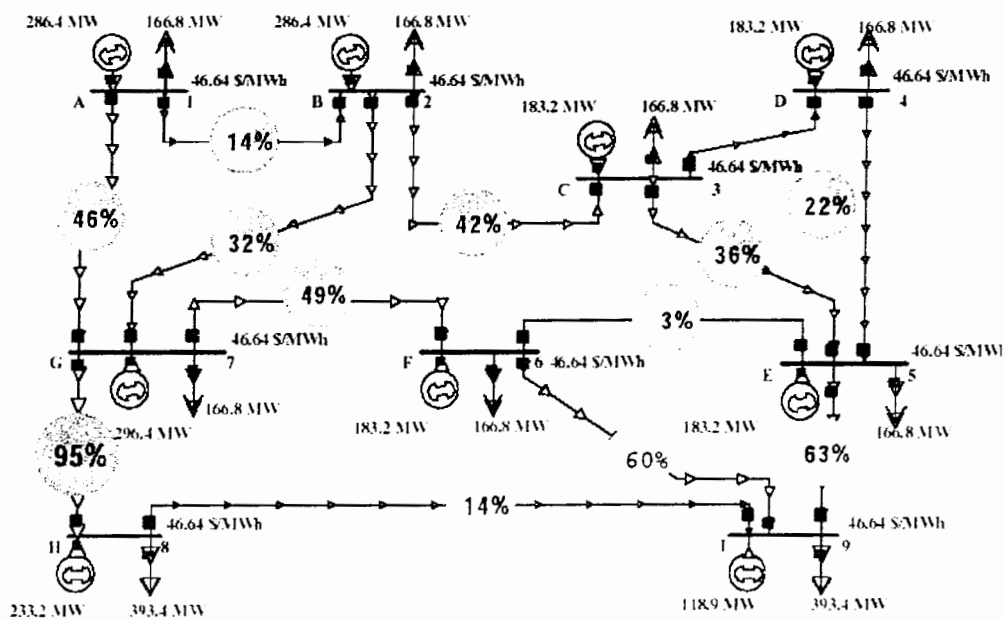 286.4 MW 166.8 MW 286.4 MW 166.8 MW 183.2 MW 166.8 MW
46.64 $/MWh 46.64 $/MWh 46.64 $/MWh
A 1 B 2 D 4
14% 183.2 MW 166.8 MW
46.64 $/MWh
C 3
46% 32% 42% 36% 22%
49% 3%
46.64 $/MWh 46.64 $/MWh 46.64 $/MWI
G 7 F 6 E 5
296.4 MW 166.8 MW 183.2 MW 166.8 MW 183.2 MW 166.8 MW
95% 60% 63%
14%
46.64 $/MWh 46.64 $/MWh
H 8 I 9
233.2 MW 393.4 MW 118.9 MW 393.4 MW